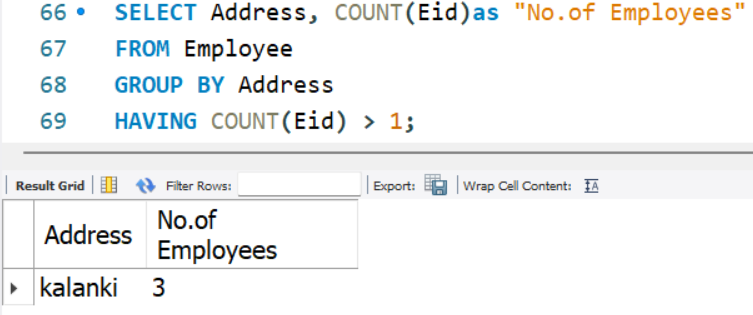 66 SELECT Address, COUNT(Eid)as "No.of Employees"
67 FROM Employee
68 GROUP BY Address
69 HAVING COUNT(Eid) > 1;
Result Grid Filter Rows: Export: Wrap Cell Content: IA
Address No.of
Employees
kalanki 3